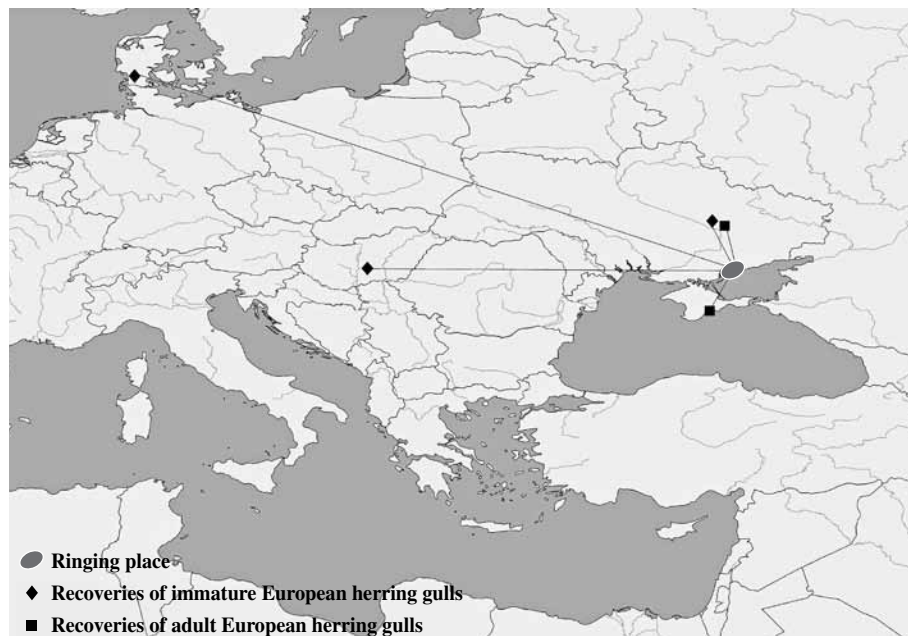 Ringing place
Recoveries of immature European herring gulls
Recoveries of adult European herring gulls